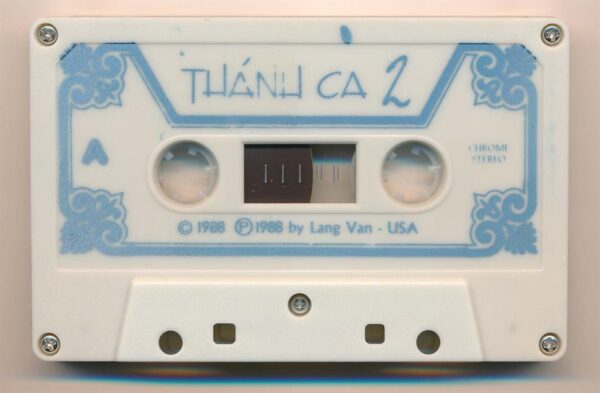 THÁNH CA 2
A
CHROME
STEREO
© 1988 ℗ 1988 by Lang Van - USA